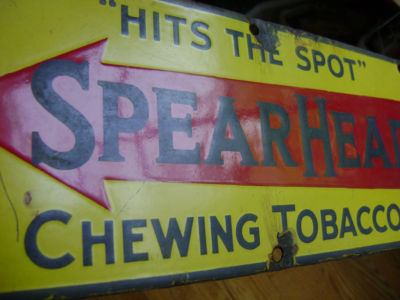 "HITS THE SPOT"
SPEARHEA
CHEWING TOBACCO